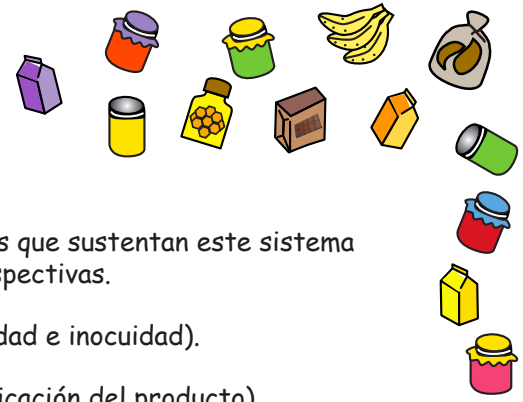 s que sustentan este sistema
spectivas.
dad e inocuidad).
icación del producto)